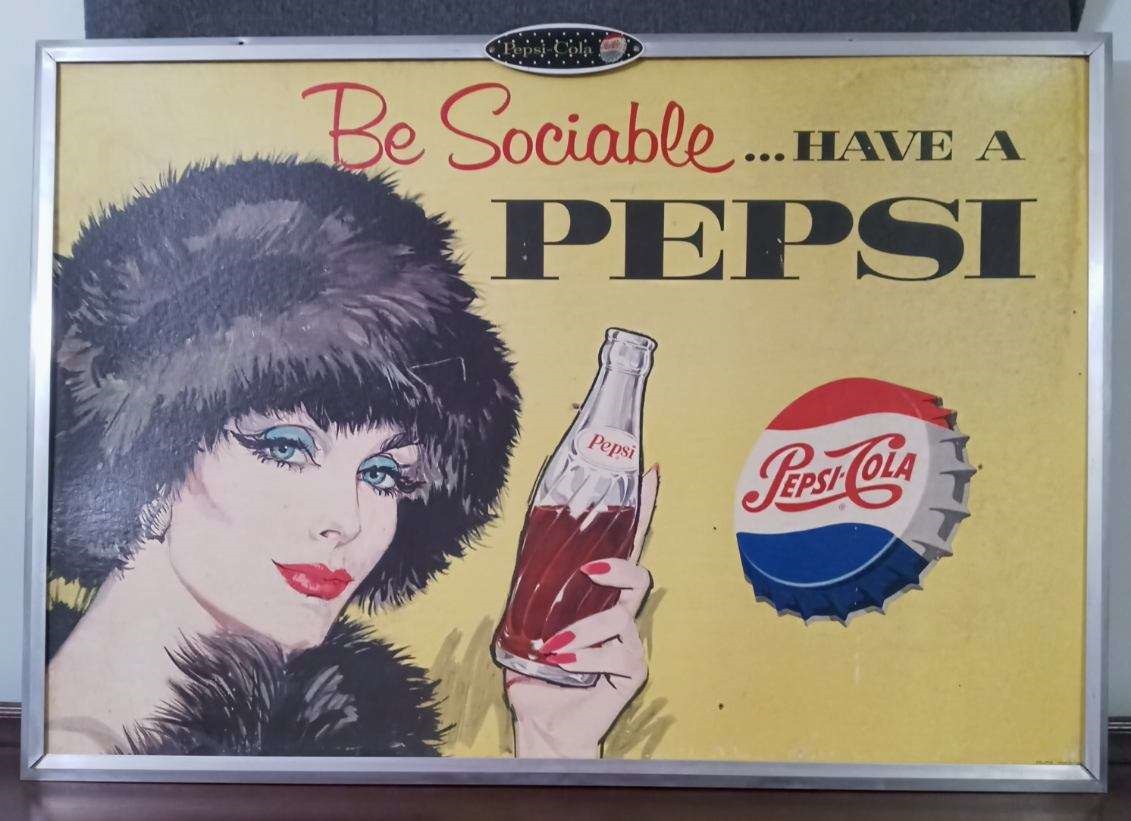 Pepsi-Cola
Be Sociable...HAVE A
PEPSI
Pepsi
PEPSI-COLA